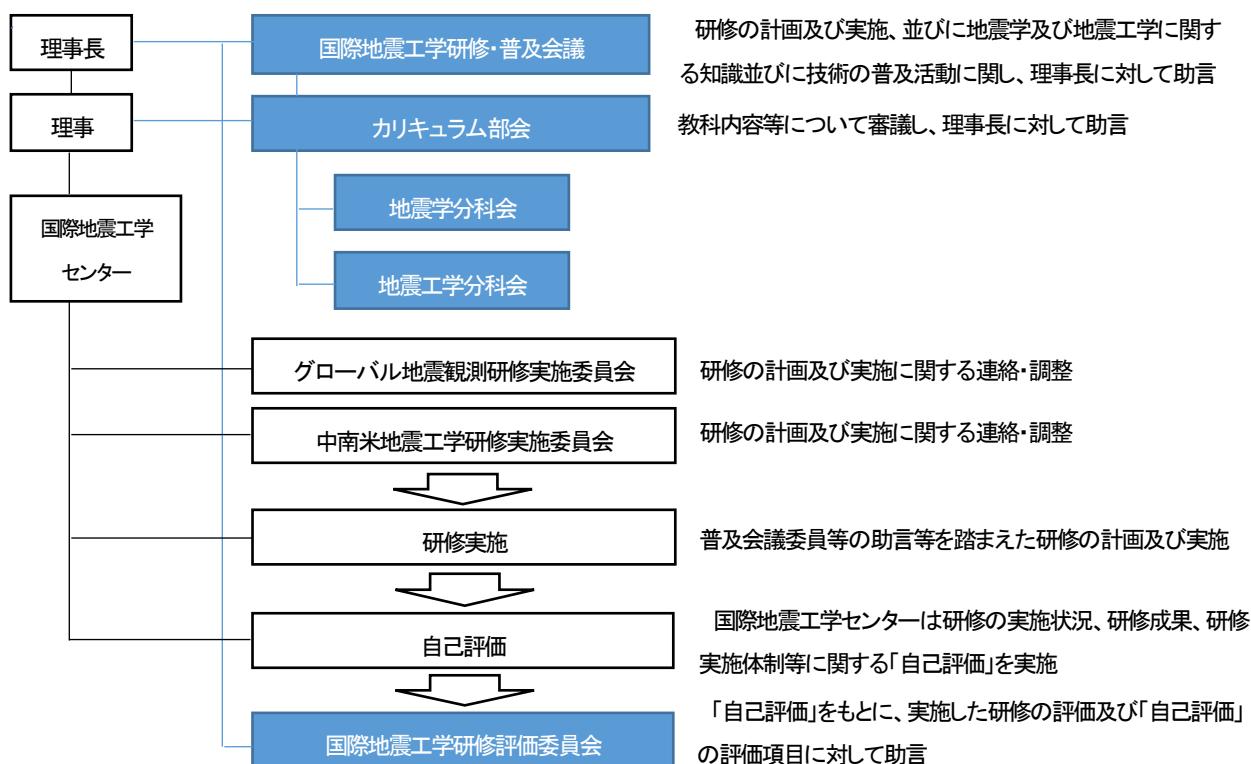 理事長
国際地震工学研修・普及会議
研修の計画及び実施、並びに地震学及び地震工学に関す
る知識並びに技術の普及活動に関し、理事長に対して助言
理事
カリキュラム部会
教科内容等について審議し、理事長に対して助言
地震学分科会
国際地震工学
センター
地震工学分科会
グローバル地震観測研修実施委員会
研修の計画及び実施に関する連絡・調整
中南米地震工学研修実施委員会
研修の計画及び実施に関する連絡・調整
研修実施
普及会議委員等の助言等を踏まえた研修の計画及び実施
自己評価
国際地震工学センターは研修の実施状況、研修成果、研修
実施体制等に関する「自己評価」を実施
国際地震工学研修評価委員会
「自己評価」をもとに、実施した研修の評価及び「自己評価」
の評価項目に対して助言